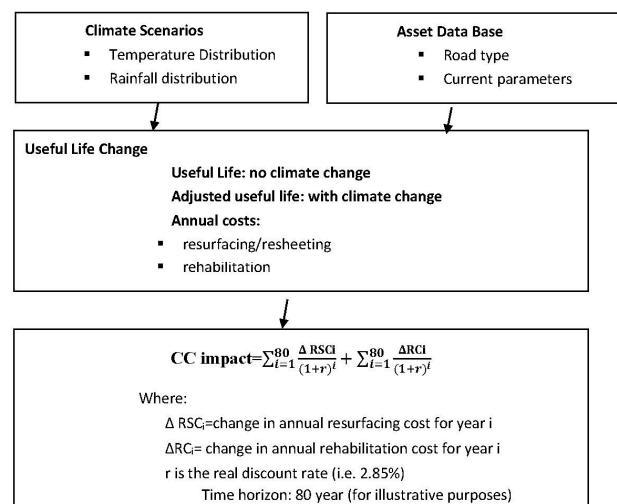 Climate Scenarios
▪ Temperature Distribution
▪ Rainfall distribution
Asset Data Base
▪ Road type
▪ Current parameters
Useful Life Change
Useful Life: no climate change
Adjusted useful life: with climate change
Annual costs:
▪ resurfacing/resheeting
▪ rehabilitation
CC impact=∑_{i=1}^{80} Δ RSCi/(1+r)^i + ∑_{i=1}^{80} ΔRCi/(1+r)^i
Where:
Δ RSCᵢ=change in annual resurfacing cost for year i
ΔRCᵢ= change in annual rehabilitation cost for year i
r is the real discount rate (i.e. 2.85%)
Time horizon: 80 year (for illustrative purposes)